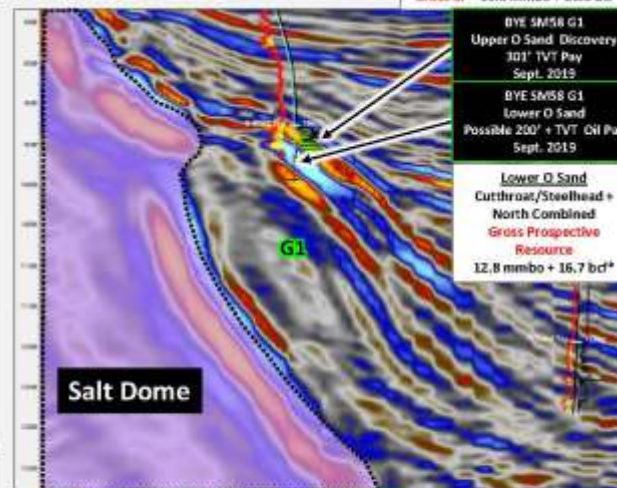 BYE SM58 G1
Upper O Sand Discovery
301' TVT Pay
Sept. 2019
BYE SM58 G1
Lower O Sand
Possible 200' + TVT Oil Pa
Sept. 2019
Lower O Sand
Cutthroat/Steelhead +
North Combined
Gross Prospective
Resource
12.8 mmbo + 16.7 bcf*
G1
Salt Dome